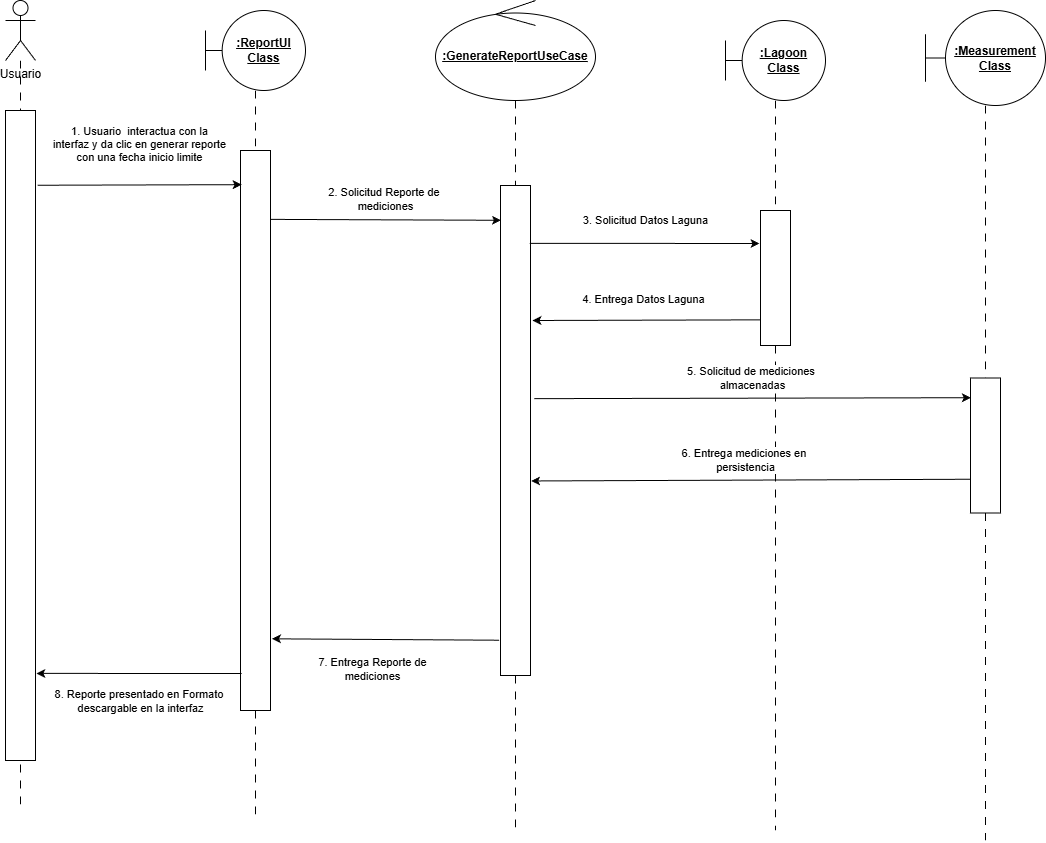 Usuario
:ReportUI
Class
:GenerateReportUseCase
:Lagoon
Class
:Measurement
Class
1. Usuario interactua con la
interfaz y da clic en generar reporte
con una fecha inicio limite
2. Solicitud Reporte de
mediciones
3. Solicitud Datos Laguna
4. Entrega Datos Laguna
5. Solicitud de mediciones
almacenadas
6. Entrega mediciones en
persistencia
7. Entrega Reporte de
mediciones
8. Reporte presentado en Formato
descargable en la interfaz